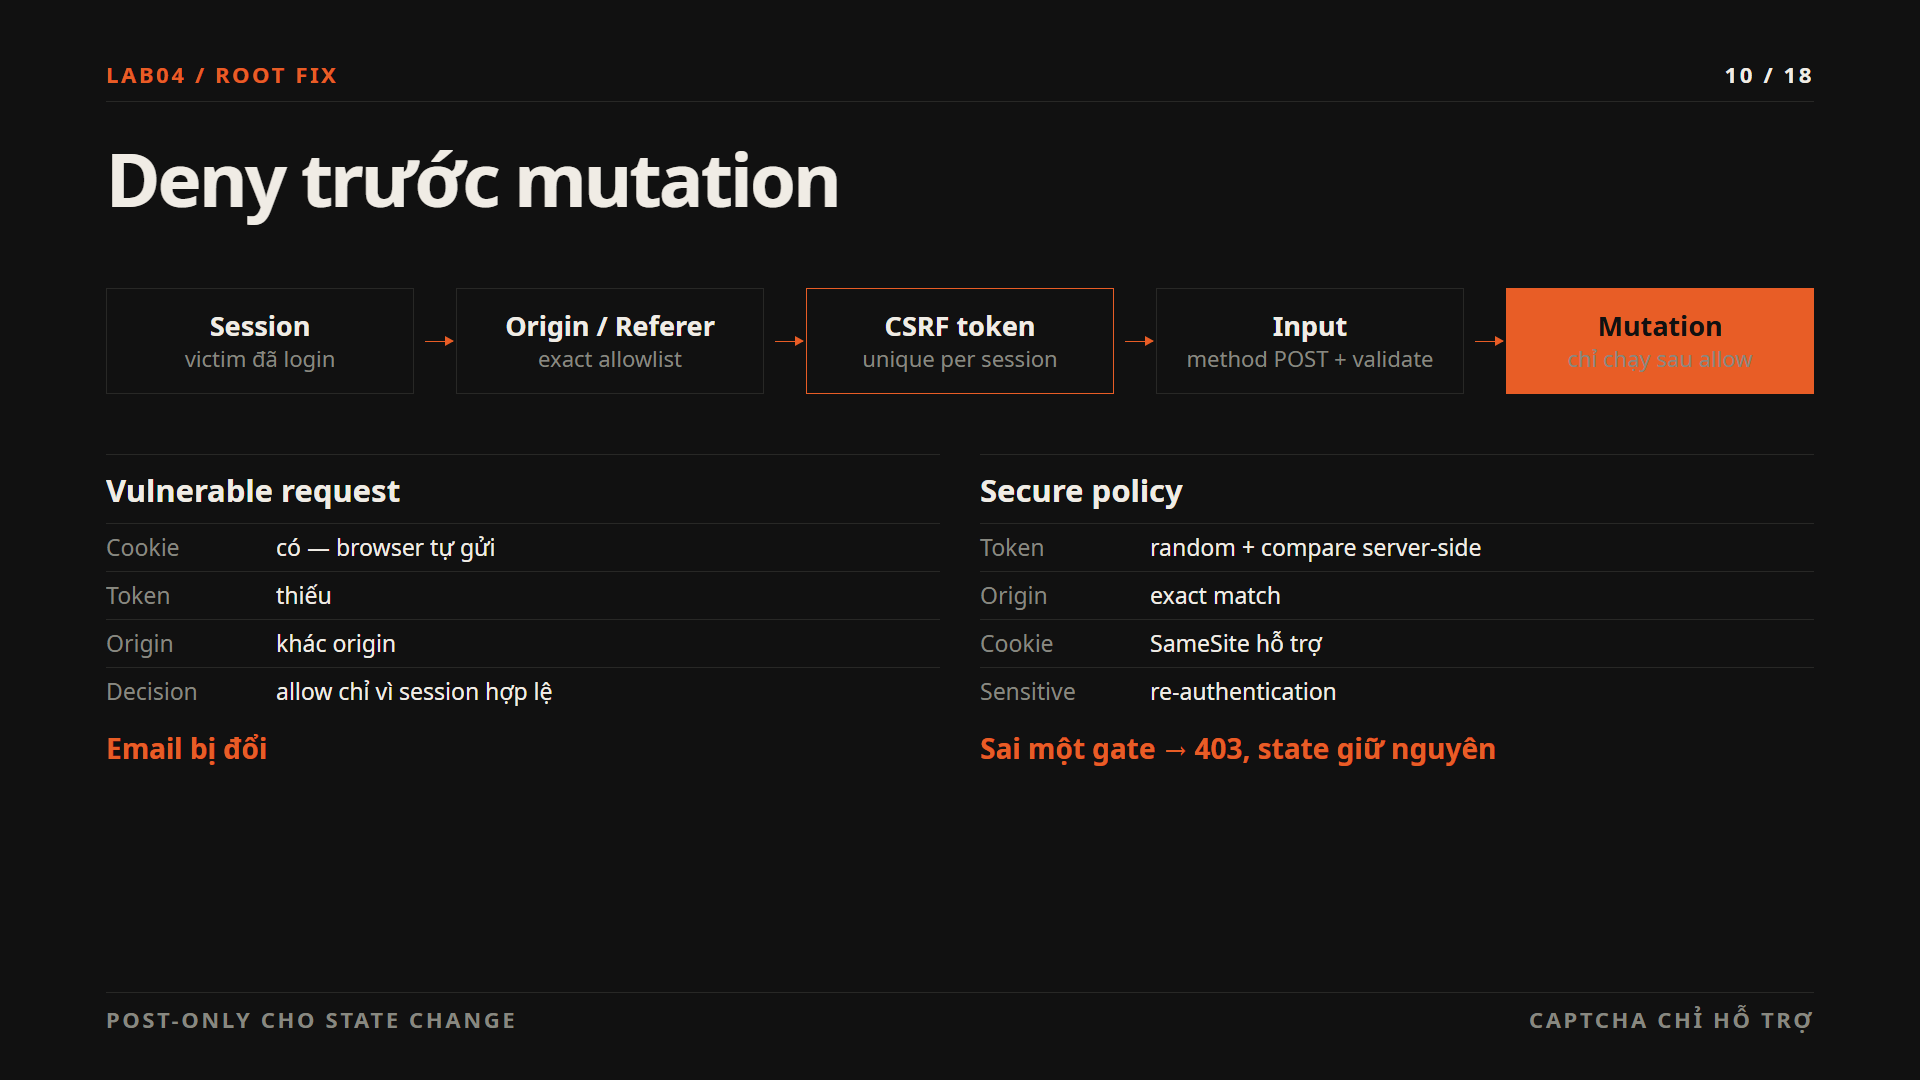 LAB04 / ROOT FIX
10 / 18
Deny trước mutation
Session
victim đã login
Origin / Referer
exact allowlist
CSRF token
unique per session
Input
method POST + validate
Mutation
chỉ chạy sau allow
Vulnerable request
Cookie có — browser tự gửi
Token thiếu
Origin khác origin
Decision allow chỉ vì session hợp lệ
Email bị đổi
Secure policy
Token random + compare server-side
Origin exact match
Cookie SameSite hỗ trợ
Sensitive re-authentication
Sai một gate → 403, state giữ nguyên
POST-ONLY CHO STATE CHANGE
CAPTCHA CHỈ HỖ TRỢ